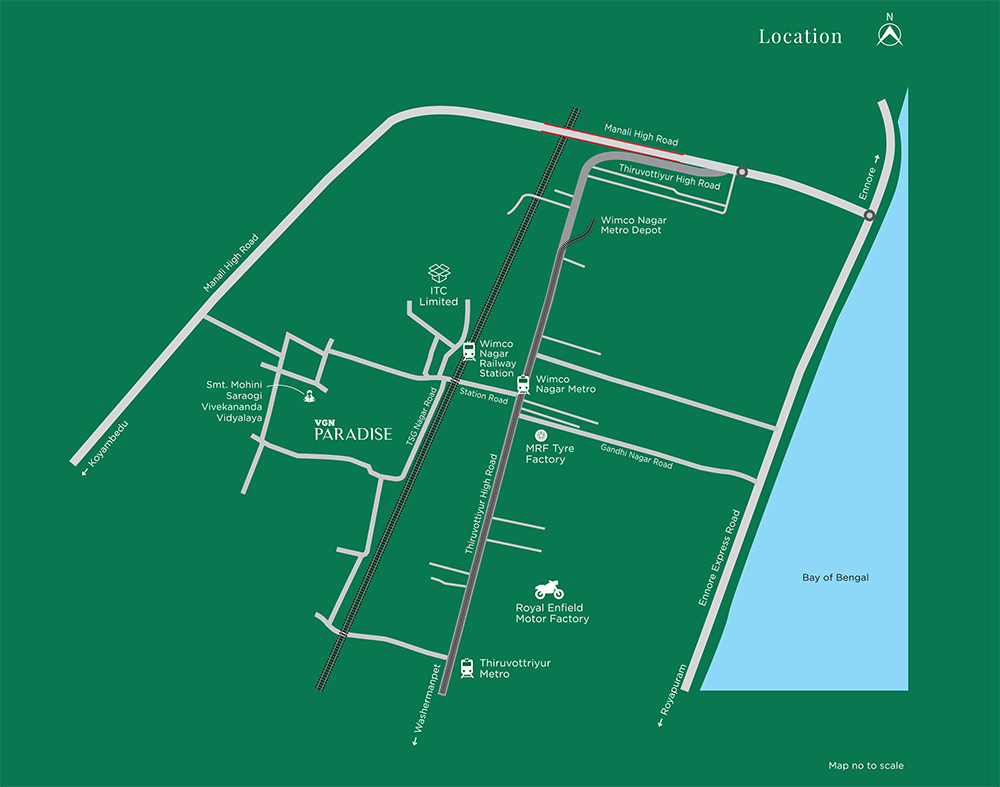 Location
N
Manali High Road
Thiruvottiyur High Road
Ennore
Wimco Nagar
Metro Depot
Manali High Road
ITC
Limited
Wimco
Nagar
Railway
Station
Wimco
Nagar Metro
Station Road
Smt. Mohini
Saraogi
Vivekananda
Vidyalaya
VGN
PARADISE
TSG Nagar Road
MRF Tyre
Factory
Gandhi Nagar Road
Koyambedu
Thiruvottiyur High Road
Ennore Express Road
Bay of Bengal
Royal Enfield
Motor Factory
Thiruvottriyur
Metro
Washermanpet
Royapuram
Map no to scale